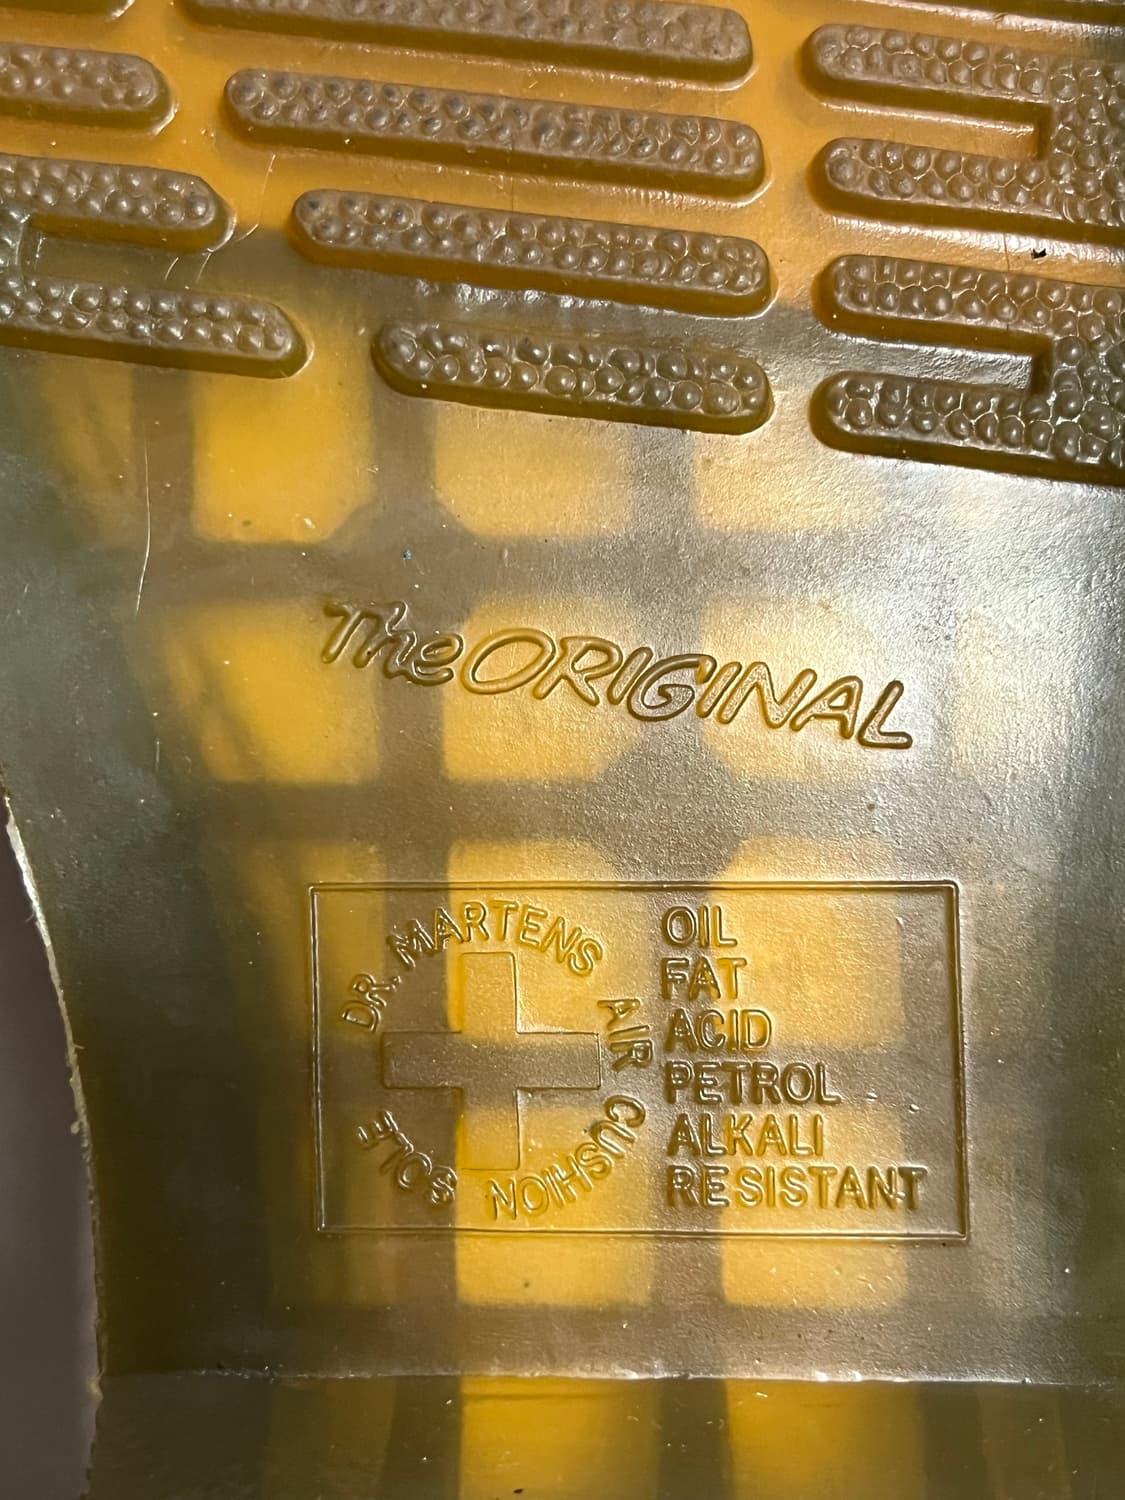 The ORIGINAL
DR. MARTENS AIR CUSHION SOLE
OIL
FAT
ACID
PETROL
ALKALI
RESISTANT